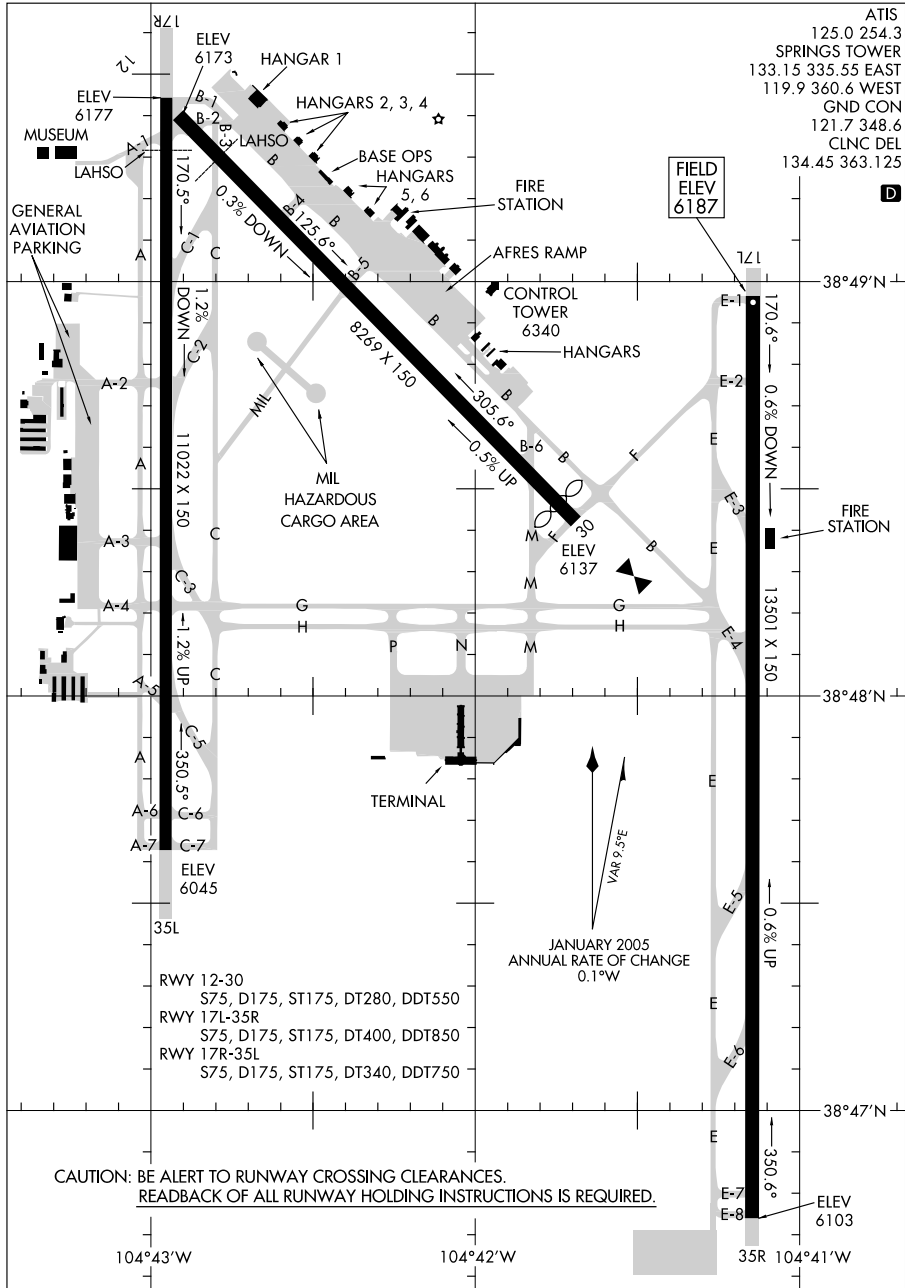 ATIS
125.0 254.3
SPRINGS TOWER
133.15 335.55 EAST
119.9 360.6 WEST
GND CON
121.7 348.6
CLNC DEL
134.45 363.125
D
17R
12
ELEV
6173
HANGAR 1
ELEV
6177
B-1
B-2
B-3
HANGARS 2, 3, 4
MUSEUM
A-1
LAHSO
LAHSO
B
BASE OPS
HANGARS
5, 6
FIRE
STATION
FIELD
ELEV
6187
GENERAL
AVIATION
PARKING
170.5°
0.3% DOWN
B-4
B
125.6°
AFRES RAMP
17L
A
C-1
C
B-5
38°49'N
CONTROL
TOWER
6340
E-1
1.2%
DOWN
8269 X 150
B
170.6°
C-2
HANGARS
A-2
305.6°
E-2
0.6% DOWN
MIL
B
0.5% UP
B-6
B
F
E
A
11022 X 150
MIL
HAZARDOUS
CARGO AREA
E-3
FIRE
STATION
A-3
C
M
F
30
B
E
ELEV
6137
C-3
M
13501 X 150
A-4
G
G
H
H
1.2% UP
P
N
M
E-4
C
A-5
38°48'N
C-5
350.5°
A
E
TERMINAL
A-6
C-6
VAR 9.5°E
A-7
C-7
ELEV
6045
E-5
0.6% UP
35L
JANUARY 2005
ANNUAL RATE OF CHANGE
0.1°W
RWY 12-30
S75, D175, ST175, DT280, DDT550
RWY 17L-35R
S75, D175, ST175, DT400, DDT850
RWY 17R-35L
S75, D175, ST175, DT340, DDT750
E
E-6
38°47'N
E
350.6°
CAUTION: BE ALERT TO RUNWAY CROSSING CLEARANCES.
READBACK OF ALL RUNWAY HOLDING INSTRUCTIONS IS REQUIRED.
E-7
E-8
ELEV
6103
104°43'W
104°42'W
35R
104°41'W